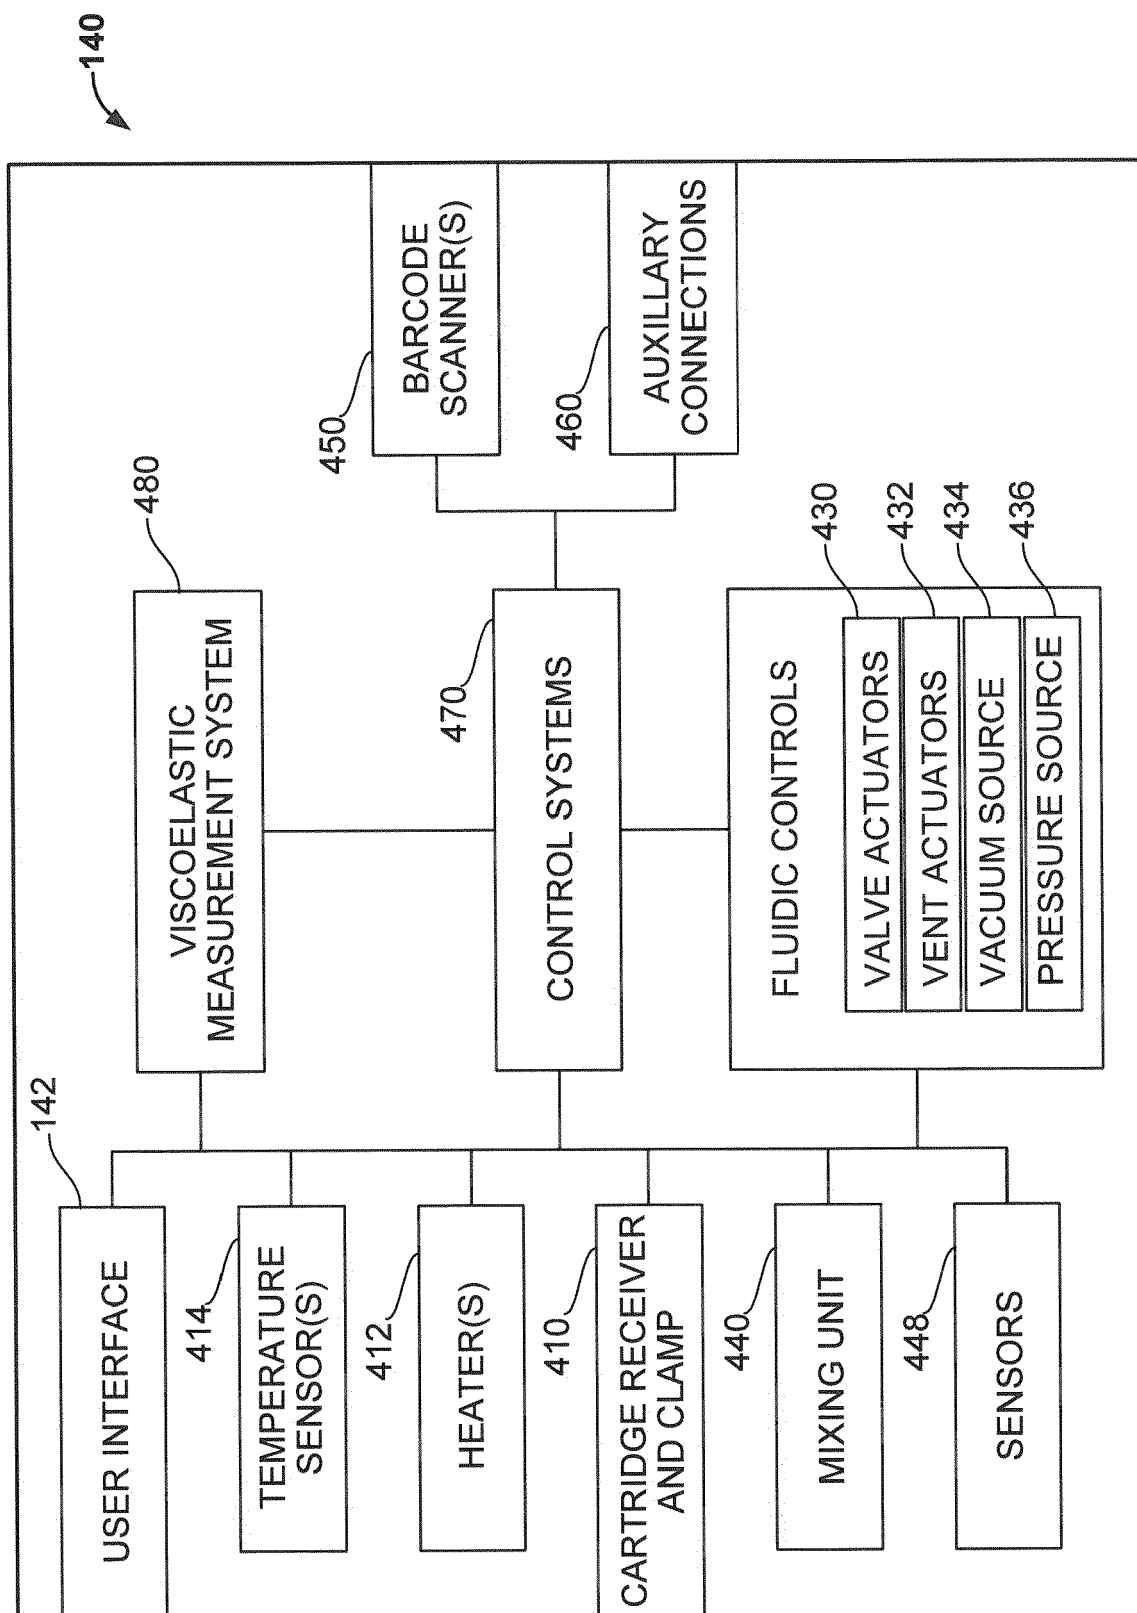 140
142
USER INTERFACE
414
TEMPERATURE
SENSOR(S)
412
HEATER(S)
410
CARTRIDGE RECEIVER
AND CLAMP
440
MIXING UNIT
448
SENSORS
480
VISCOELASTIC
MEASUREMENT SYSTEM
470
CONTROL SYSTEMS
FLUIDIC CONTROLS
VALVE ACTUATORS
430
VENT ACTUATORS
432
VACUUM SOURCE
434
PRESSURE SOURCE
436
450
BARCODE
SCANNER(S)
460
AUXILLARY
CONNECTIONS